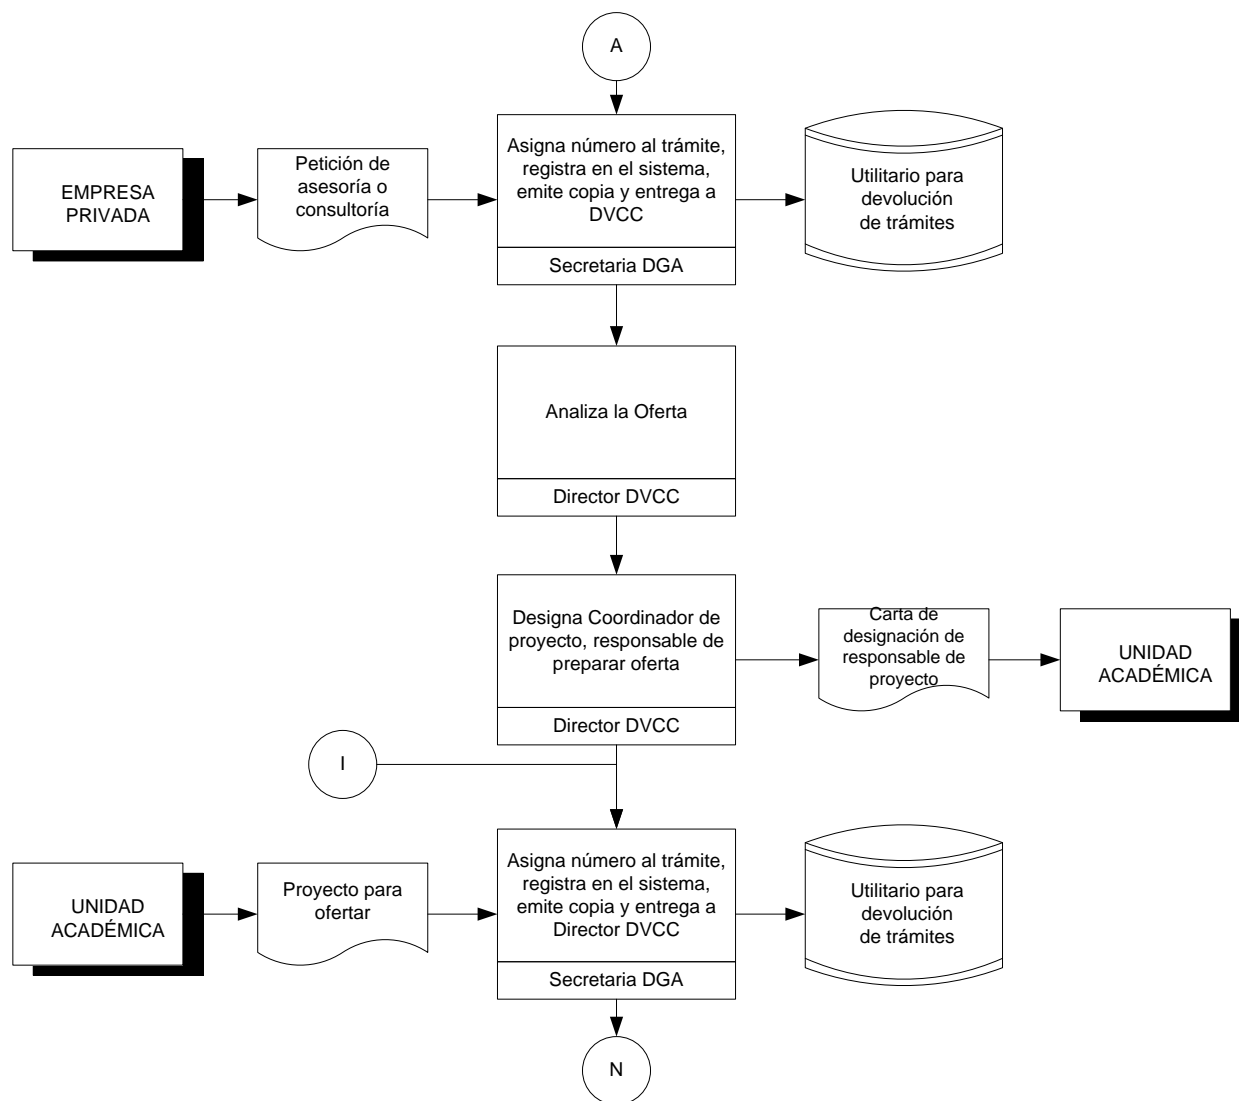 A
EMPRESA
PRIVADA
Petición de
asesoría o
consultoría
Asigna número al trámite,
registra en el sistema,
emite copia y entrega a
DVCC
Secretaria DGA
Utilitario para
devolución
de trámites
Analiza la Oferta
Director DVCC
Designa Coordinador de
proyecto, responsable de
preparar oferta
Director DVCC
Carta de
designación de
responsable de
proyecto
UNIDAD
ACADÉMICA
I
UNIDAD
ACADÉMICA
Proyecto para
ofertar
Asigna número al trámite,
registra en el sistema,
emite copia y entrega a
Director DVCC
Secretaria DGA
Utilitario para
devolución
de trámites
N